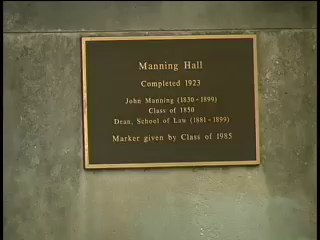 Manning Hall
Completed 1923
John Manning (1830-1899)
Class of 1850
Dean, School of Law (1881-1899)
Marker given by Class of 1985